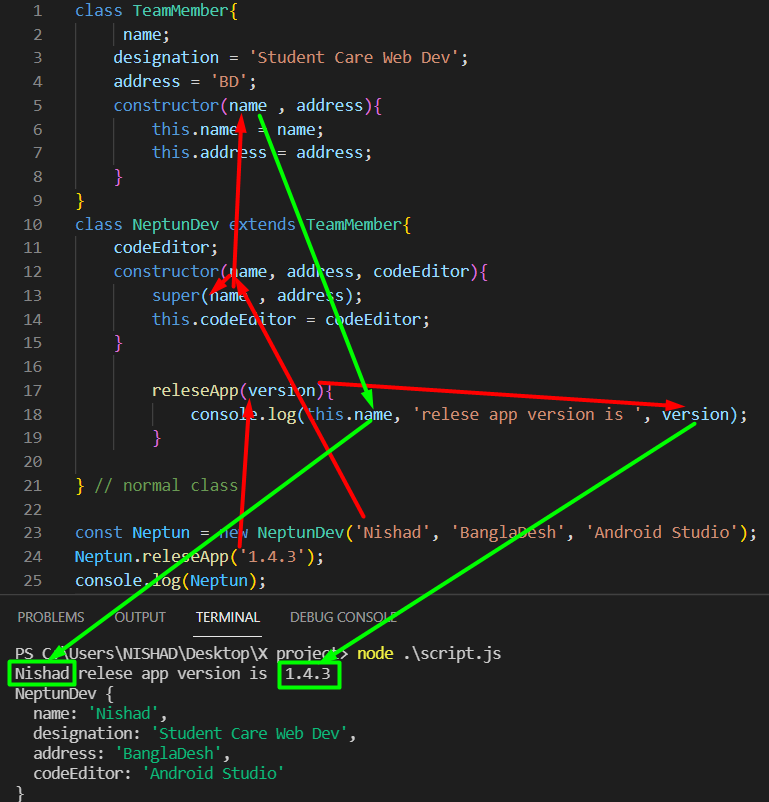 1 class TeamMember{
2 name;
3 designation = 'Student Care Web Dev';
4 address = 'BD';
5 constructor(name , address){
6 this.name = name;
7 this.address = address;
8 }
9 }
10 class NeptunDev extends TeamMember{
11 codeEditor;
12 constructor(name, address, codeEditor){
13 super(name , address);
14 this.codeEditor = codeEditor;
15 }
16
17 releseApp(version){
18 console.log(this.name, 'relese app version is ', version);
19 }
20
21 } // normal class
22
23 const Neptun = new NeptunDev('Nishad', 'BanglaDesh', 'Android Studio');
24 Neptun.releseApp('1.4.3');
25 console.log(Neptun);
PROBLEMS OUTPUT TERMINAL DEBUG CONSOLE
PS C:\Users\NISHAD\Desktop\X project> node .\script.js
Nishad relese app version is 1.4.3
NeptunDev {
name: 'Nishad',
designation: 'Student Care Web Dev',
address: 'BanglaDesh',
codeEditor: 'Android Studio'
}